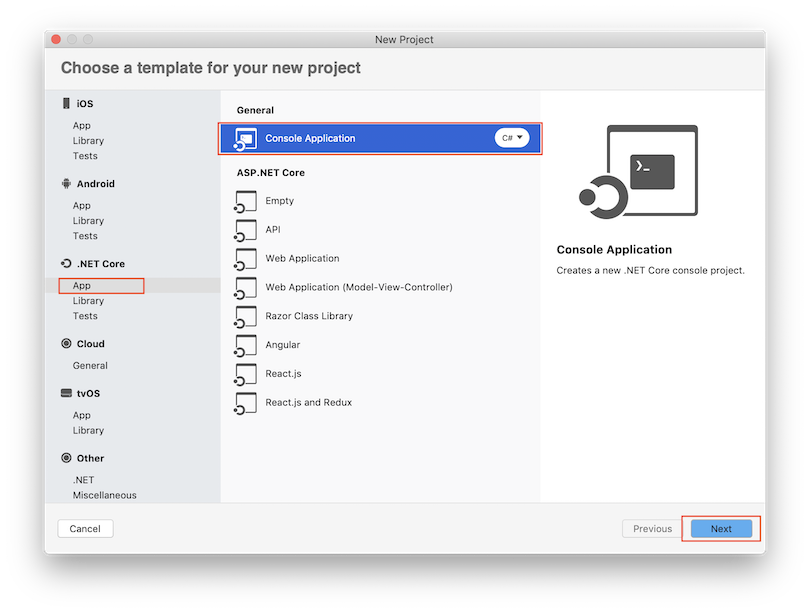 New Project
Choose a template for your new project
iOS
App
Library
Tests
Android
App
Library
Tests
.NET Core
App
Library
Tests
Cloud
General
tvOS
App
Library
Other
.NET
Miscellaneous
General
Console Application
C#
ASP.NET Core
Empty
API
Web Application
Web Application (Model-View-Controller)
Razor Class Library
Angular
React.js
React.js and Redux
Console Application
Creates a new .NET Core console project.
Cancel
Previous
Next